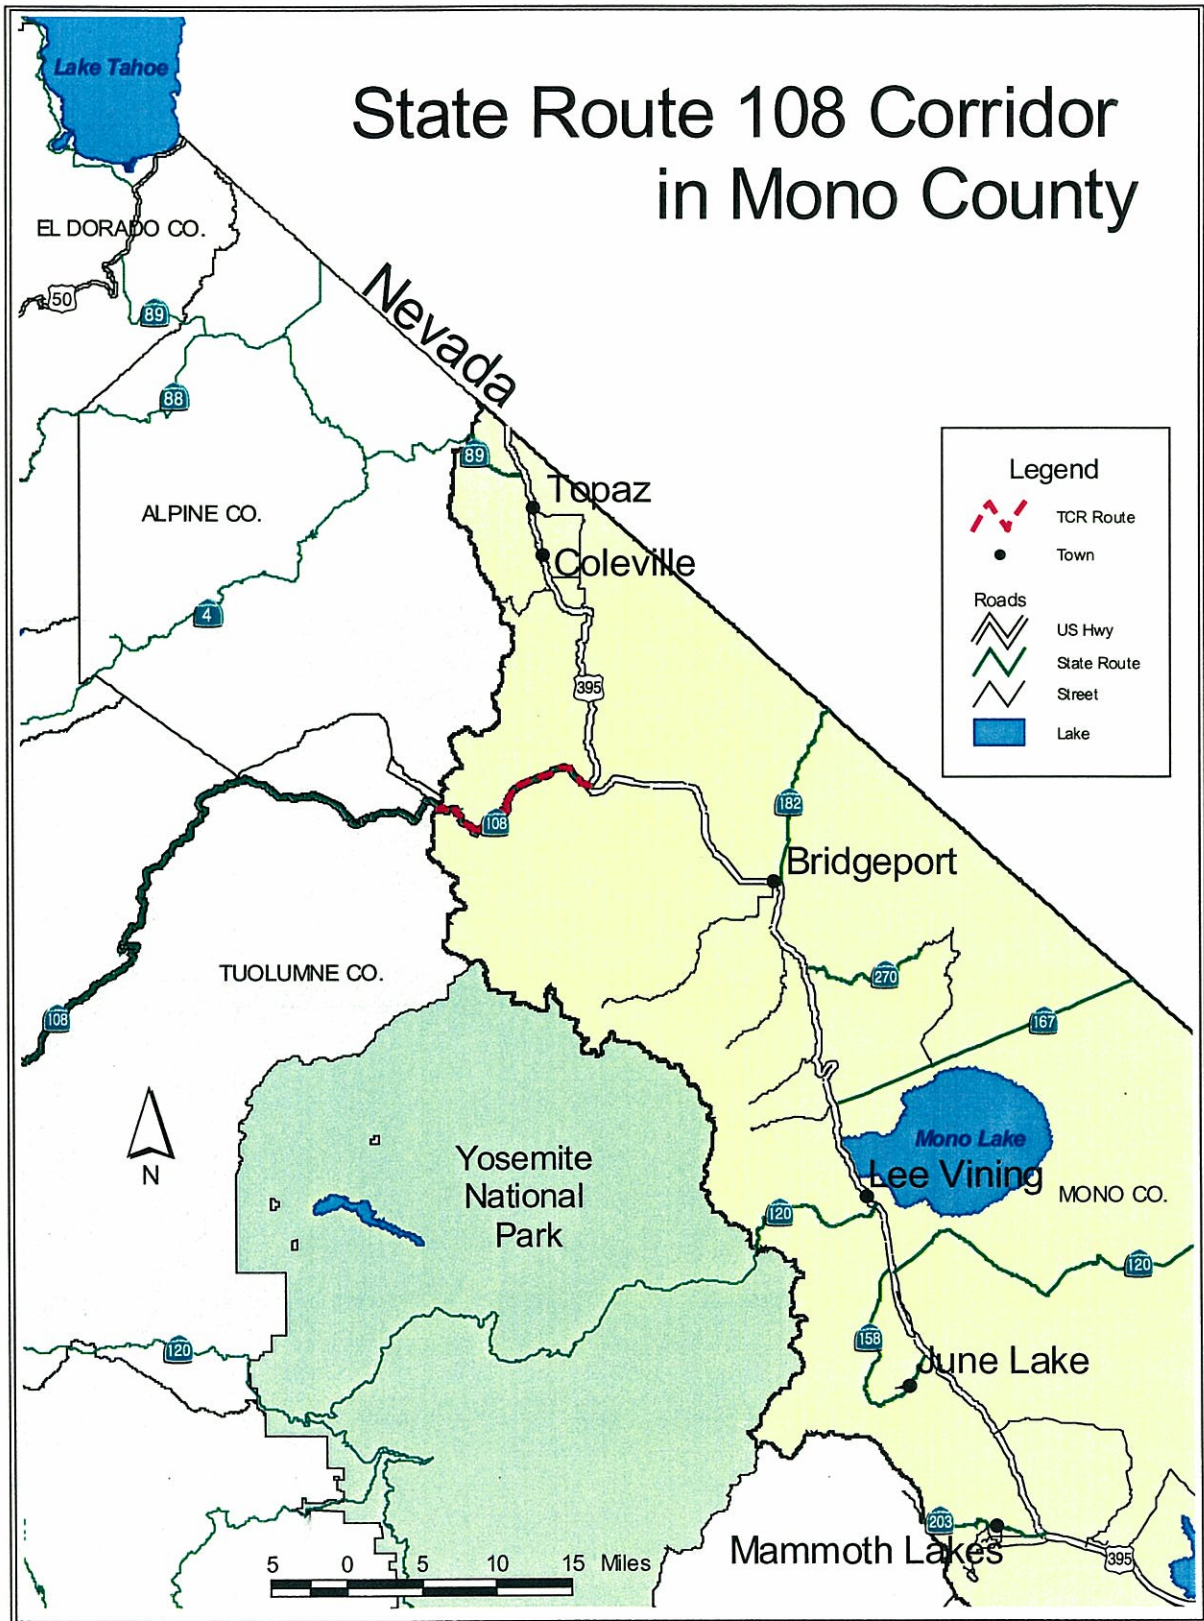 Lake Tahoe
State Route 108 Corridor
in Mono County
EL DORADO CO.
50
89
Nevada
88
89
Legend
TCR Route
Town
Roads
US Hwy
State Route
Street
Lake
Topaz
ALPINE CO.
Coleville
4
395
182
108
Bridgeport
TUOLUMNE CO.
270
108
167
N
Mono Lake
Yosemite
National
Park
Lee Vining
MONO CO.
120
120
158
120
June Lake
203
Mammoth Lakes
395
5 0 5 10 15 Miles